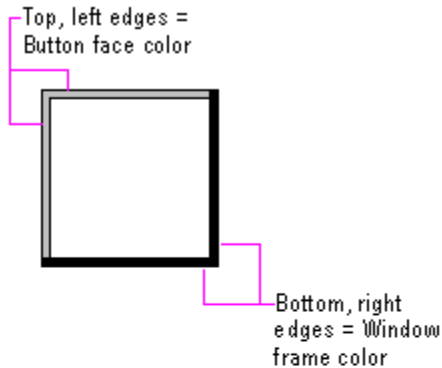 Top, left edges =
Button face color
Bottom, right
edges = Window
frame color